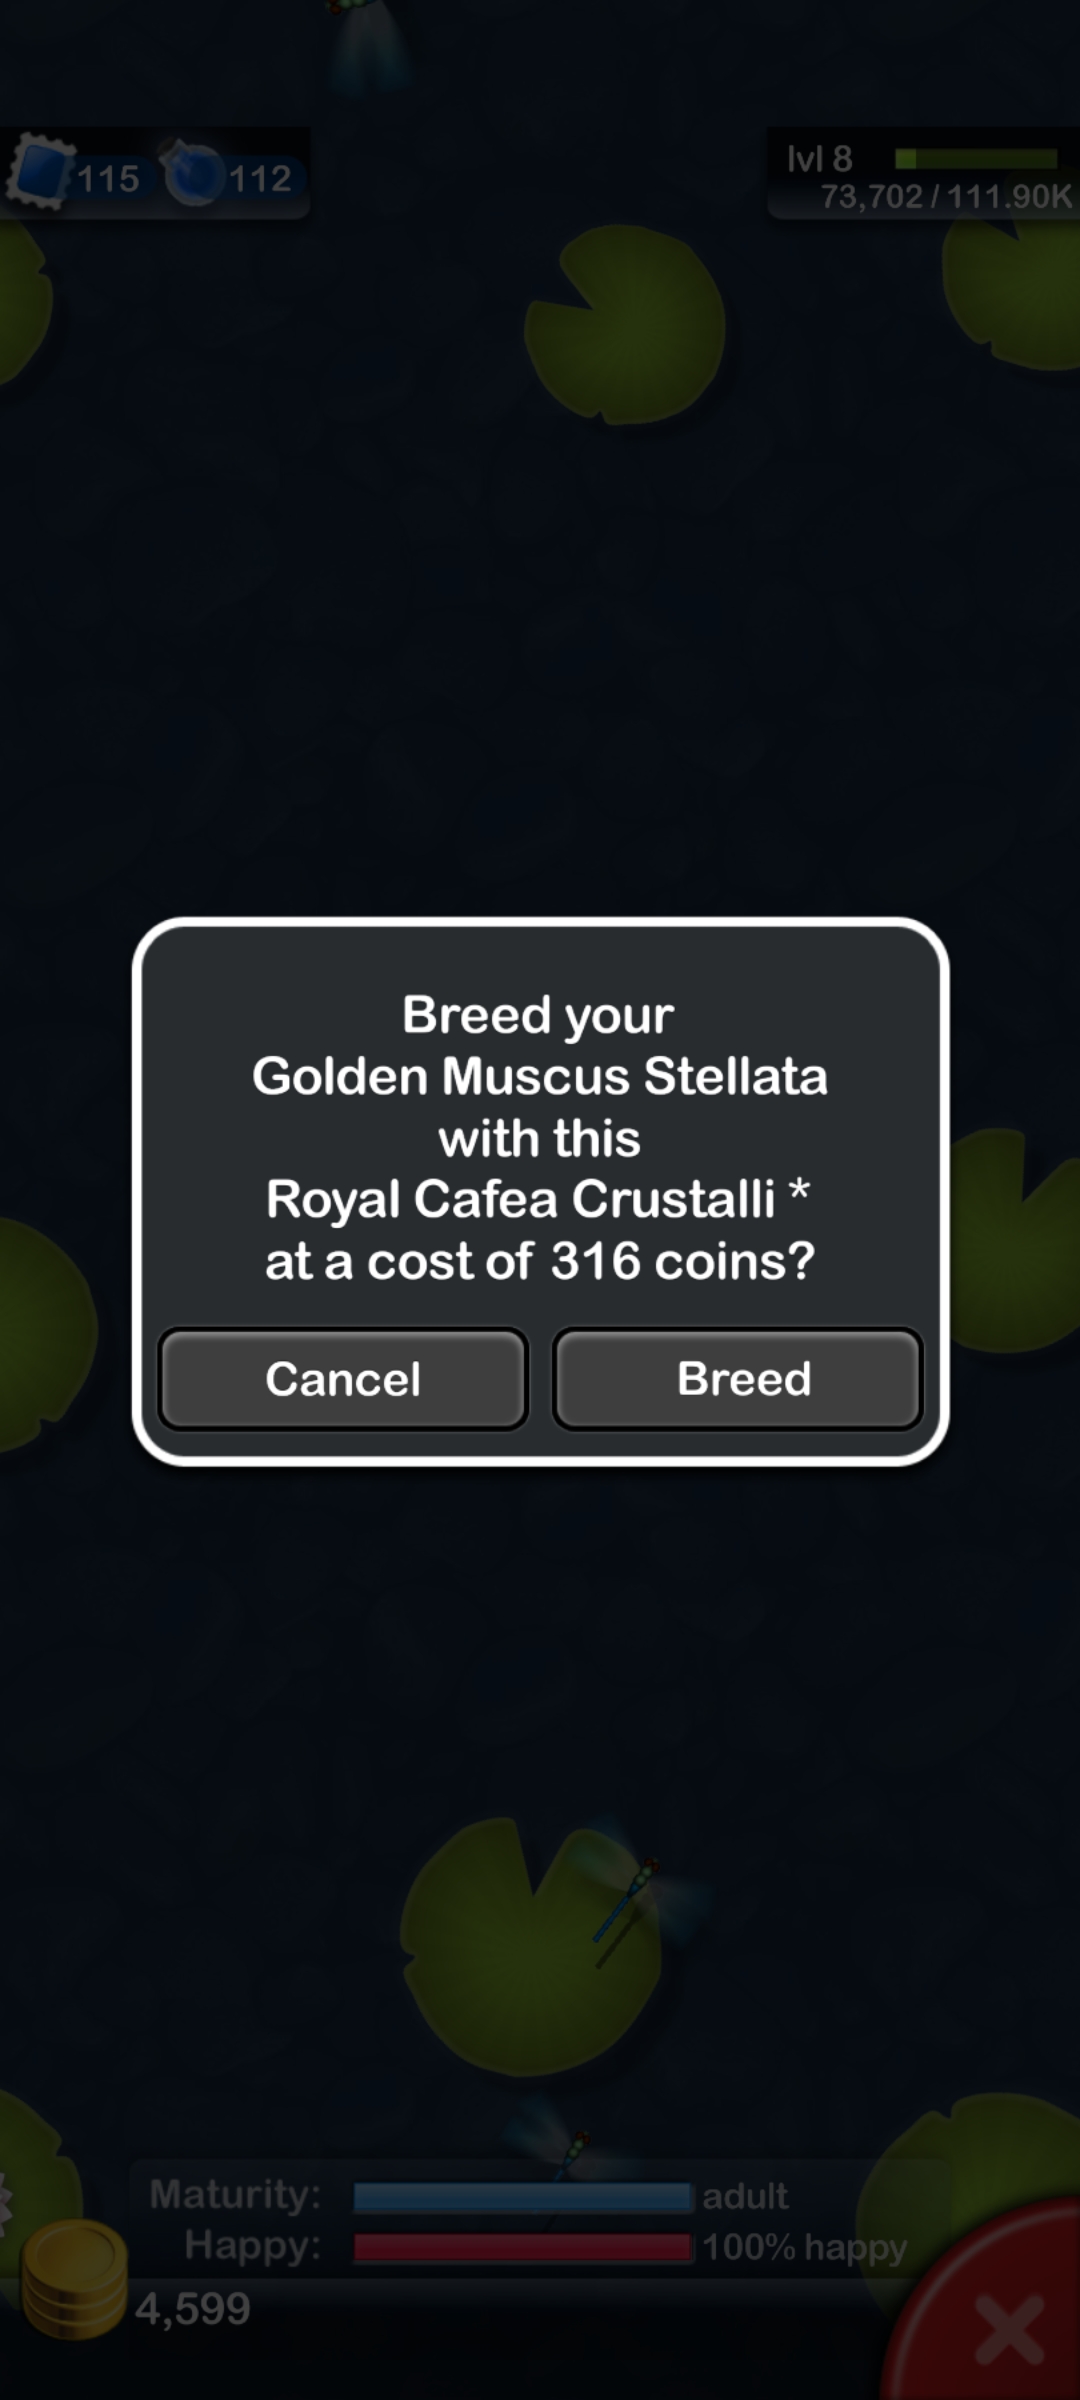 115 112
lvl 8
73,702 / 111.90K
Breed your
Golden Muscus Stellata
with this
Royal Cafea Crustalli *
at a cost of 316 coins?
Cancel Breed
Maturity: adult
Happy: 100% happy
4,599